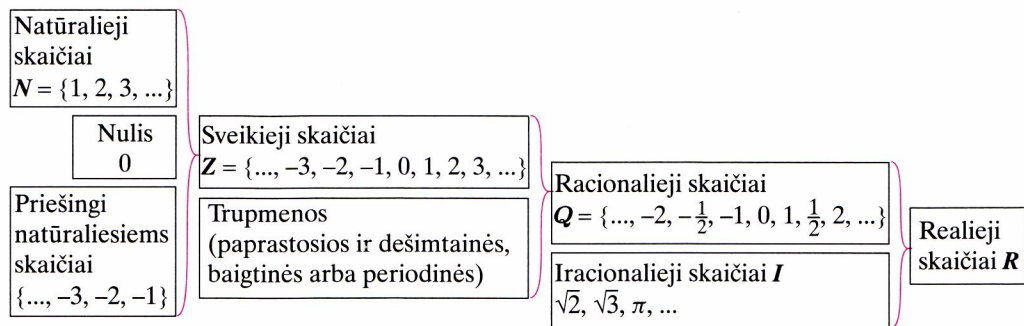 Natūralieji
skaičiai
N = {1, 2, 3, ...}
Nulis
0
Priešingi
natūraliesiems
skaičiai
{..., –3, –2, –1}
Sveikieji skaičiai
Z = {..., –3, –2, –1, 0, 1, 2, 3, ...}
Trupmenos
(paprastosios ir dešimtainės,
baigtinės arba periodinės)
Racionalieji skaičiai
Q = {..., –2, –1/2, –1, 0, 1, 1/2, 2, ...}
Iracionalieji skaičiai I
√2, √3, π, ...
Realieji
skaičiai R